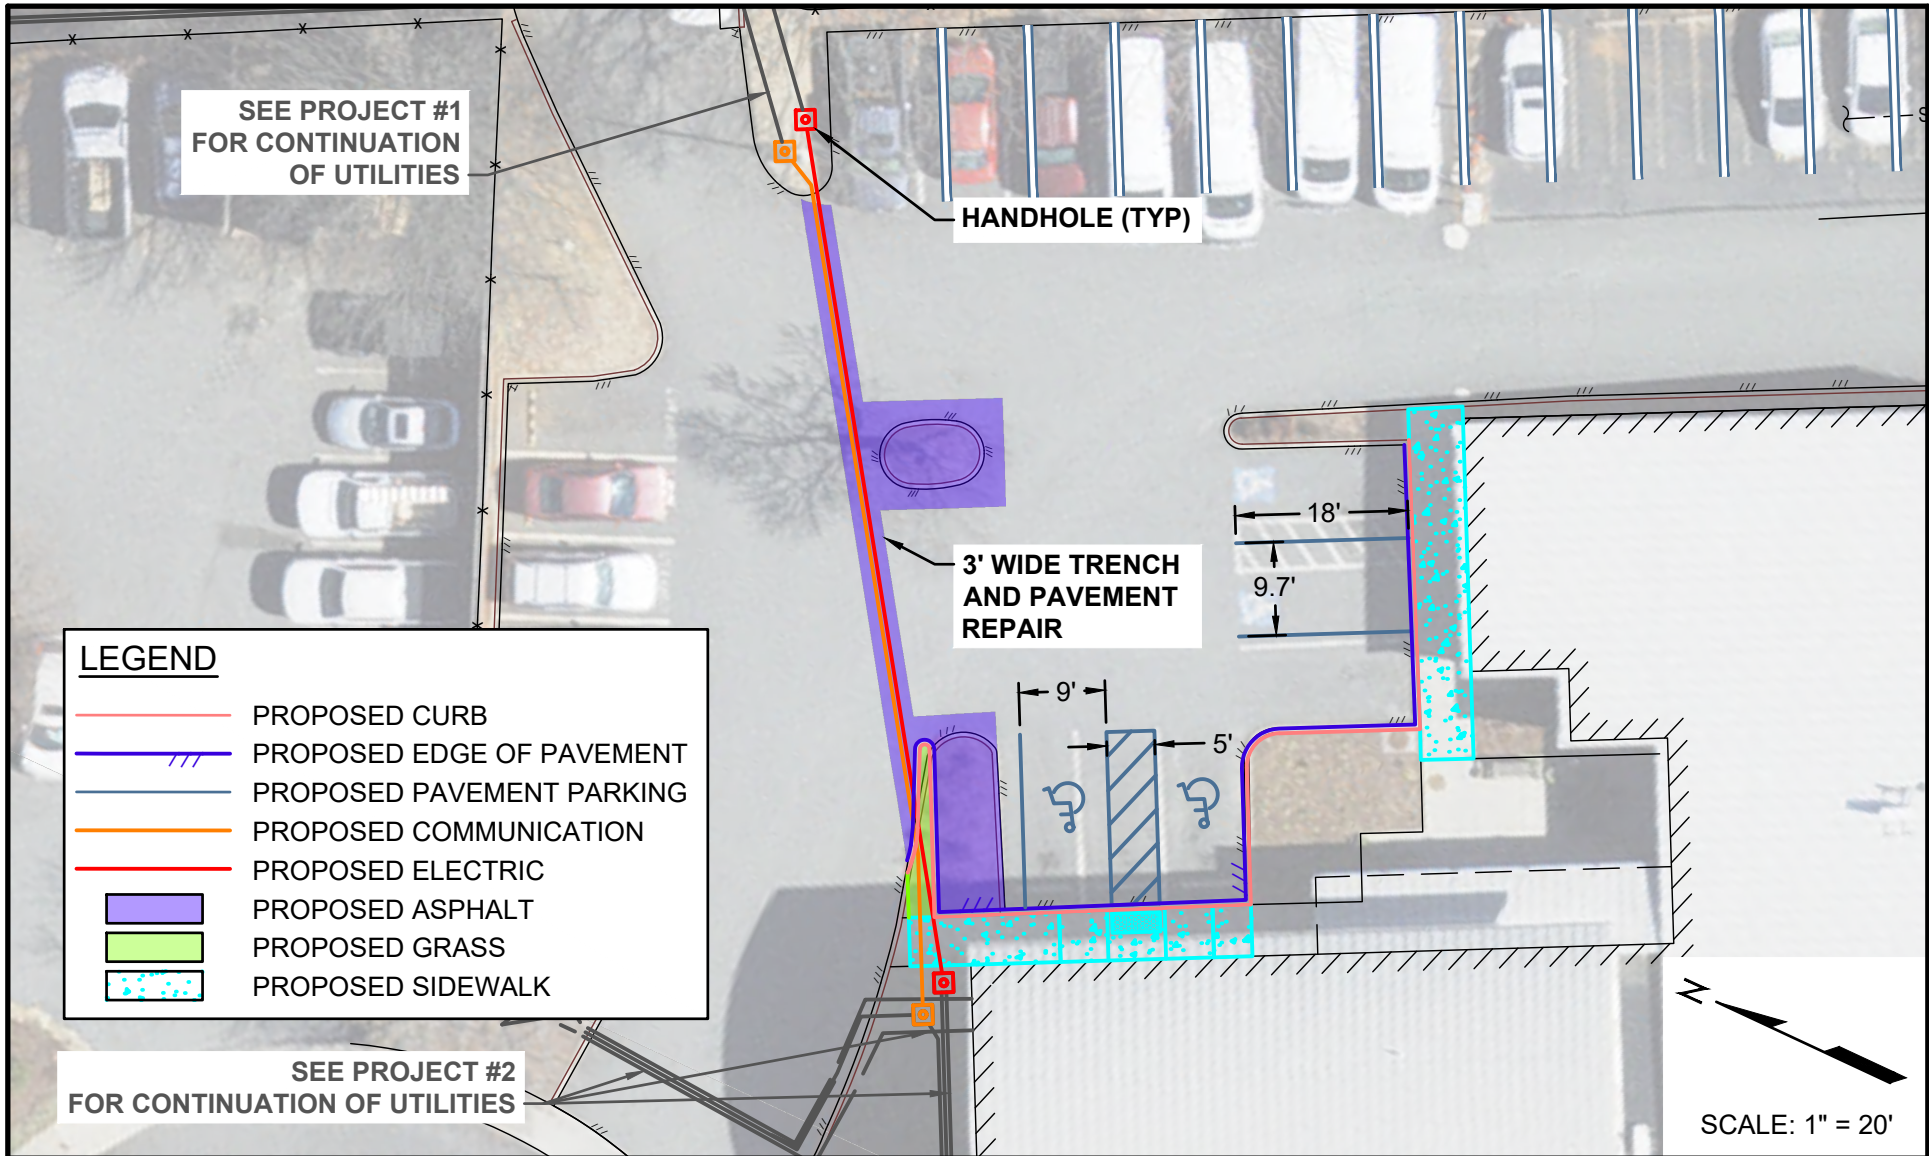 SEE PROJECT #1
FOR CONTINUATION
OF UTILITIES
HANDHOLE (TYP)
18'
9.7'
3' WIDE TRENCH
AND PAVEMENT
REPAIR
9'
5'
LEGEND
PROPOSED CURB
PROPOSED EDGE OF PAVEMENT
PROPOSED PAVEMENT PARKING
PROPOSED COMMUNICATION
PROPOSED ELECTRIC
PROPOSED ASPHALT
PROPOSED GRASS
PROPOSED SIDEWALK
SEE PROJECT #2
FOR CONTINUATION OF UTILITIES
N
SCALE: 1" = 20'